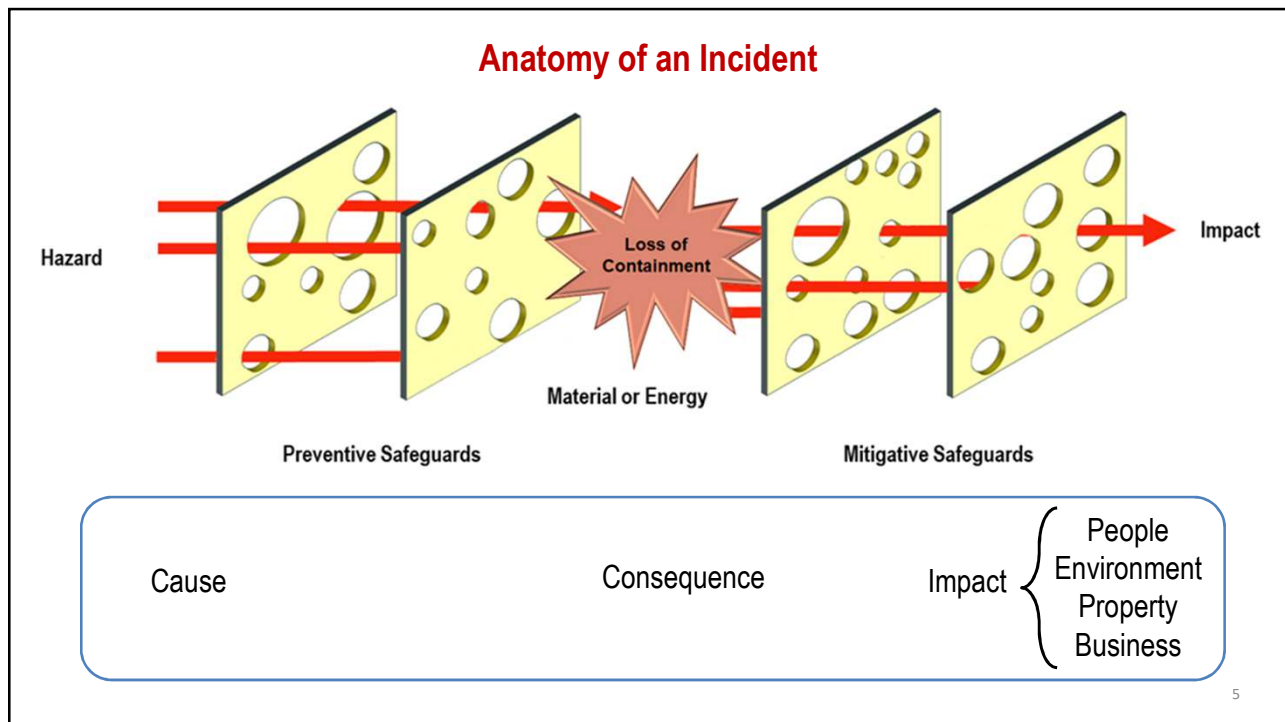 Anatomy of an Incident
Hazard
Loss of
Containment
Impact
Material or Energy
Preventive Safeguards
Mitigative Safeguards
Cause
Consequence
Impact
People
Environment
Property
Business
5